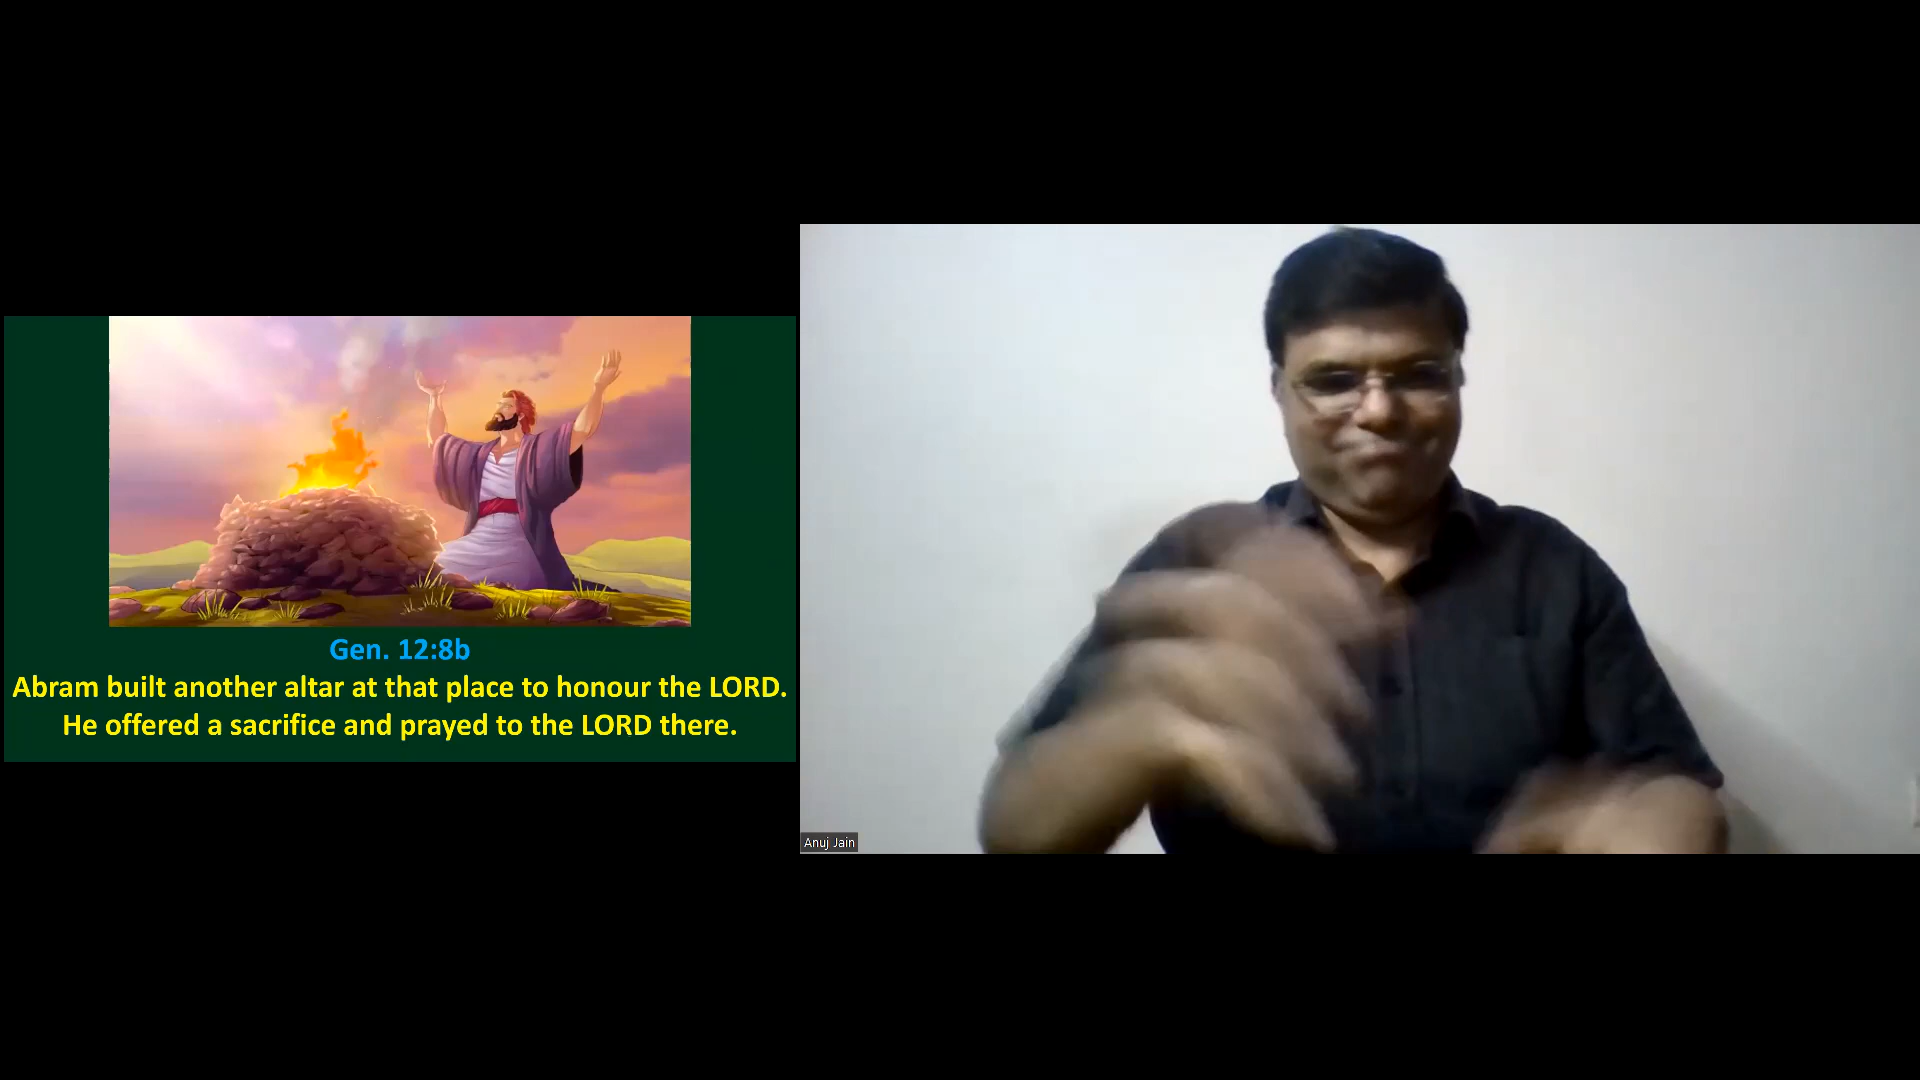 Gen. 12:8b
Abram built another altar at that place to honour the LORD.
He offered a sacrifice and prayed to the LORD there.
Anuj Jain